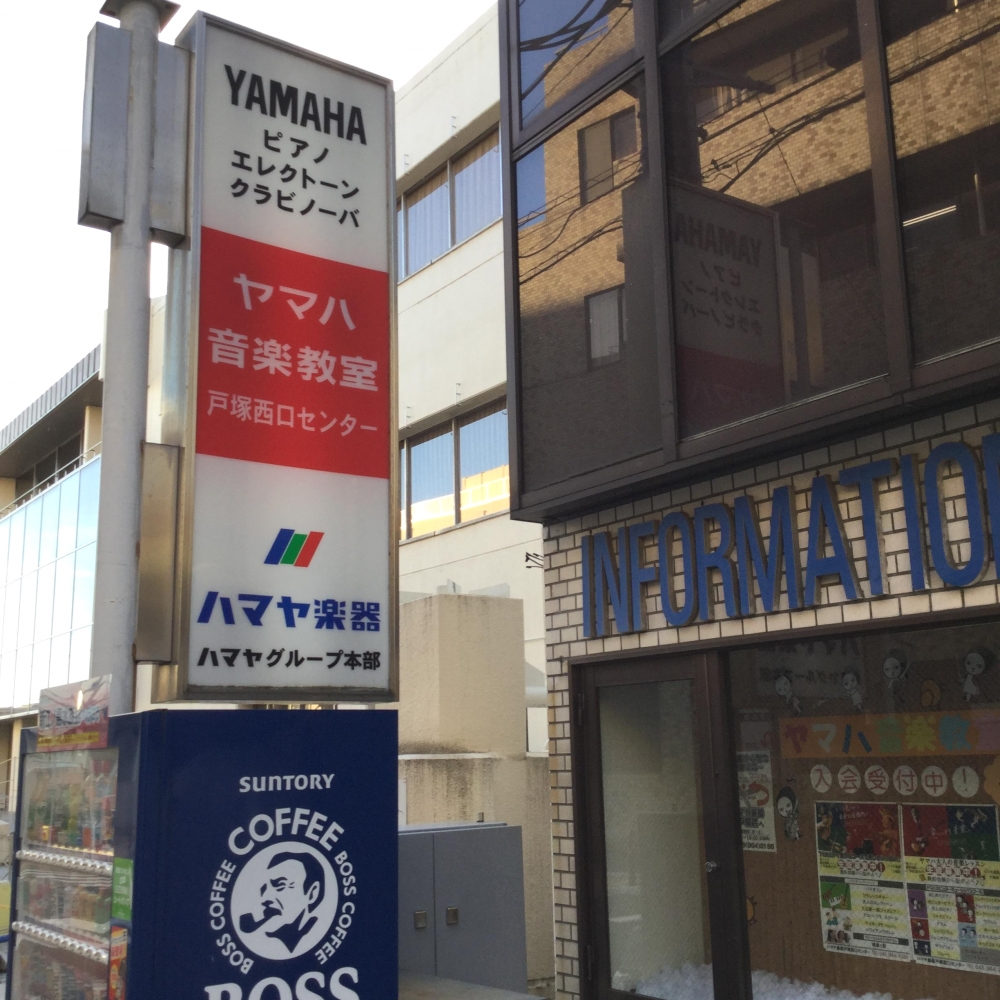 YAMAHA
ピアノ
エレクトーン
クラビノーバ
ヤマハ
音楽教室
戸塚西口センター
ハマヤ楽器
ハマヤグループ本部
SUNTORY
COFFEE
BOSS COFFEE
BOSS COFFEE
BOSS
INFORMATION
ヤマハ音楽教室
入会受付中!